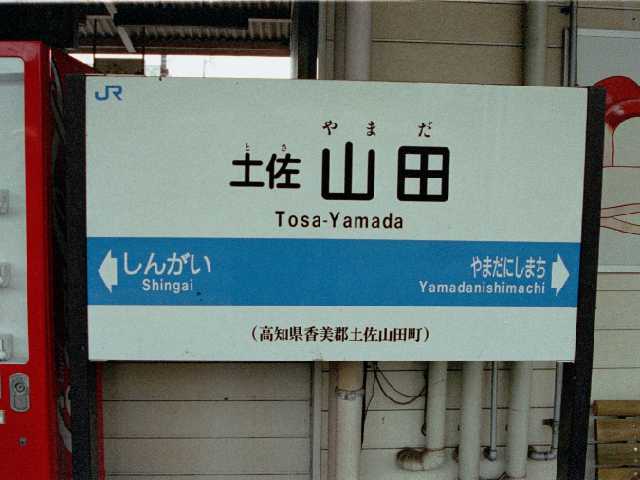 JR
とさ やまだ
土佐 山田
Tosa-Yamada
しんがい やまだにしまち
Shingai Yamadanishimachi
(高知県香美郡土佐山田町)